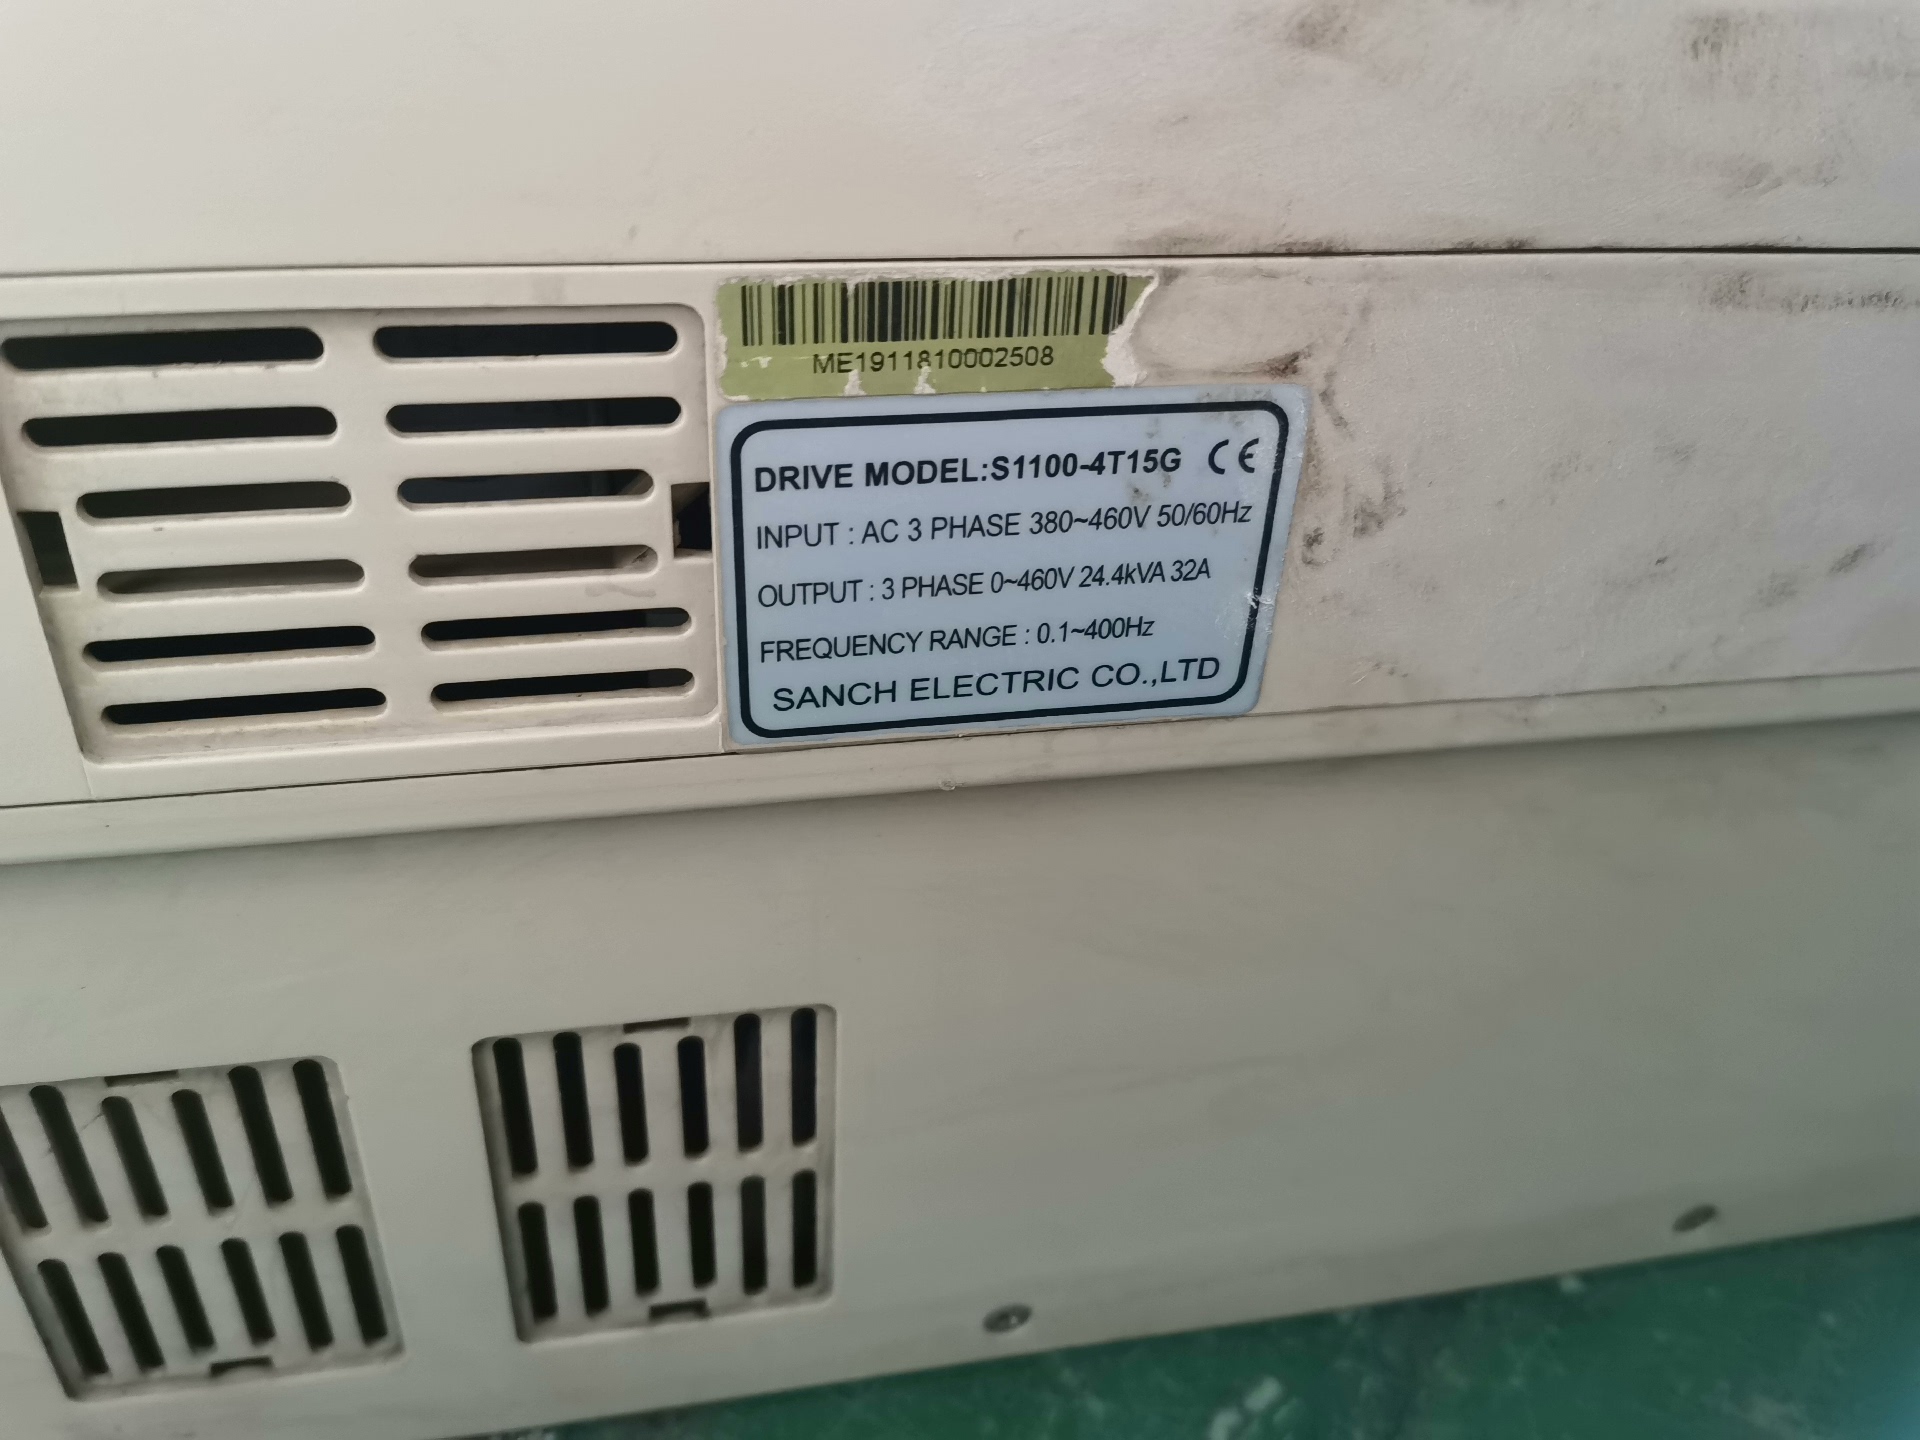 ME1911810002508
DRIVE MODEL:S1100-4T15G CE
INPUT : AC 3 PHASE 380~460V 50/60Hz
OUTPUT : 3 PHASE 0~460V 24.4kVA 32A
FREQUENCY RANGE : 0.1~400Hz
SANCH ELECTRIC CO.,LTD